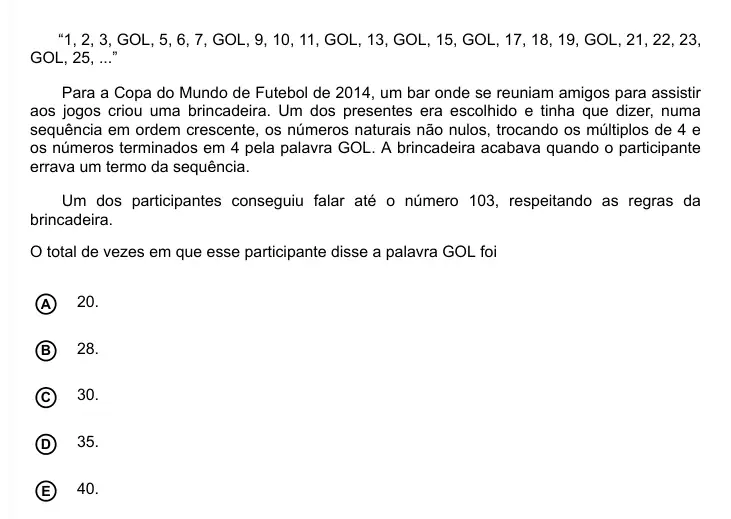 “1, 2, 3, GOL, 5, 6, 7, GOL, 9, 10, 11, GOL, 13, GOL, 15, GOL, 17, 18, 19, GOL, 21, 22, 23,
GOL, 25, ...”
Para a Copa do Mundo de Futebol de 2014, um bar onde se reuniam amigos para assistir
aos jogos criou uma brincadeira. Um dos presentes era escolhido e tinha que dizer, numa
sequência em ordem crescente, os números naturais não nulos, trocando os múltiplos de 4 e
os números terminados em 4 pela palavra GOL. A brincadeira acabava quando o participante
errava um termo da sequência.
Um dos participantes conseguiu falar até o número 103, respeitando as regras da
brincadeira.
O total de vezes em que esse participante disse a palavra GOL foi
A 20.
B 28.
C 30.
D 35.
E 40.